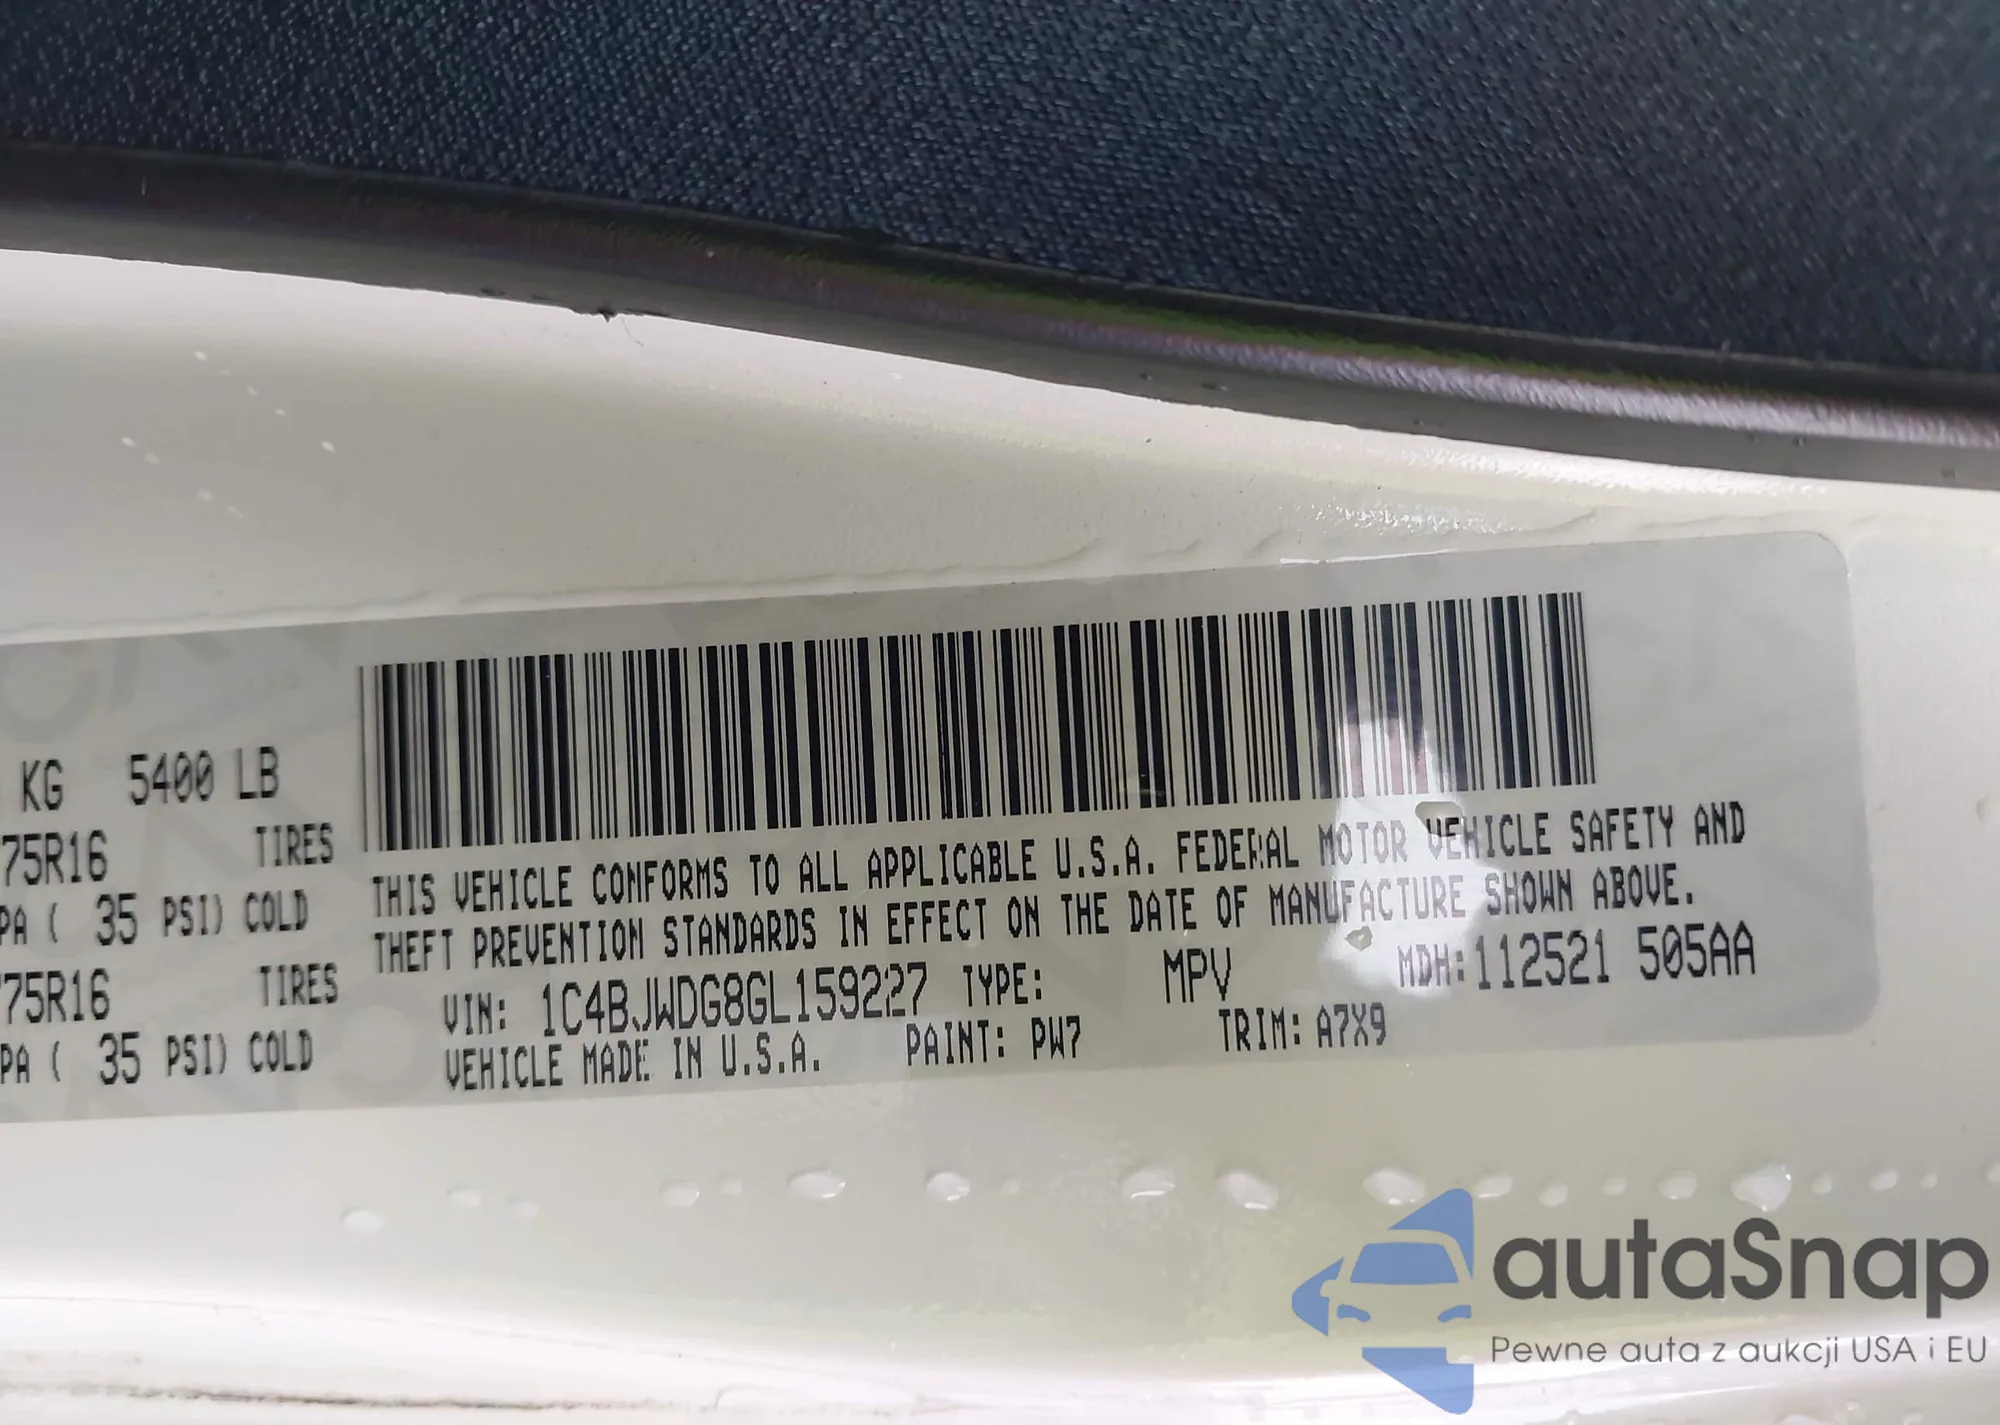 KG 5400 LB
75R16 TIRES
PA ( 35 PSI) COLD
75R16 TIRES
PA ( 35 PSI) COLD
THIS VEHICLE CONFORMS TO ALL APPLICABLE U.S.A. FEDERAL MOTOR VEHICLE SAFETY AND
THEFT PREVENTION STANDARDS IN EFFECT ON THE DATE OF MANUFACTURE SHOWN ABOVE.
VIN: 1C4BJWDG8GL159227 TYPE: MPV MDH:112521 505AA
VEHICLE MADE IN U.S.A. PAINT: PW7 TRIM: A7X9
autaSnap
Pewne auta z aukcji USA i EU